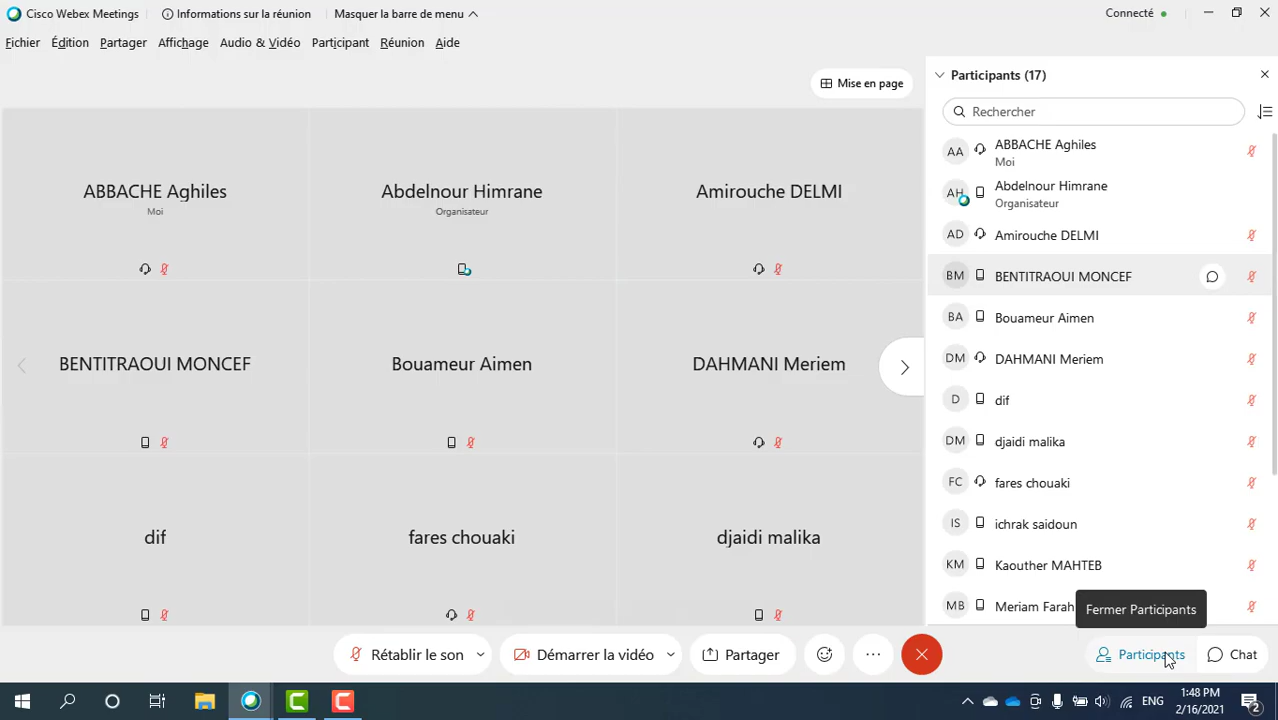 Cisco Webex Meetings
Informations sur la réunion
Masquer la barre de menu
Connecté
Fichier Édition Partager Affichage Audio & Vidéo Participant Réunion Aide
Mise en page
ABBACHE Aghiles
Moi
Abdelnour Himrane
Organisateur
Amirouche DELMI
BENTITRAOUI MONCEF
Bouameur Aimen
DAHMANI Meriem
dif
fares chouaki
djaidi malika
Participants (17)
Rechercher
AA ABBACHE Aghiles
Moi
AH Abdelnour Himrane
Organisateur
AD Amirouche DELMI
BM BENTITRAOUI MONCEF
BA Bouameur Aimen
DM DAHMANI Meriem
D dif
DM djaidi malika
FC fares chouaki
IS ichrak saidoun
KM Kaouther MAHTEB
MB Meriam Farah
Fermer Participants
Rétablir le son
Démarrer la vidéo
Partager
Participants
Chat
ENG
1:48 PM
2/16/2021
2